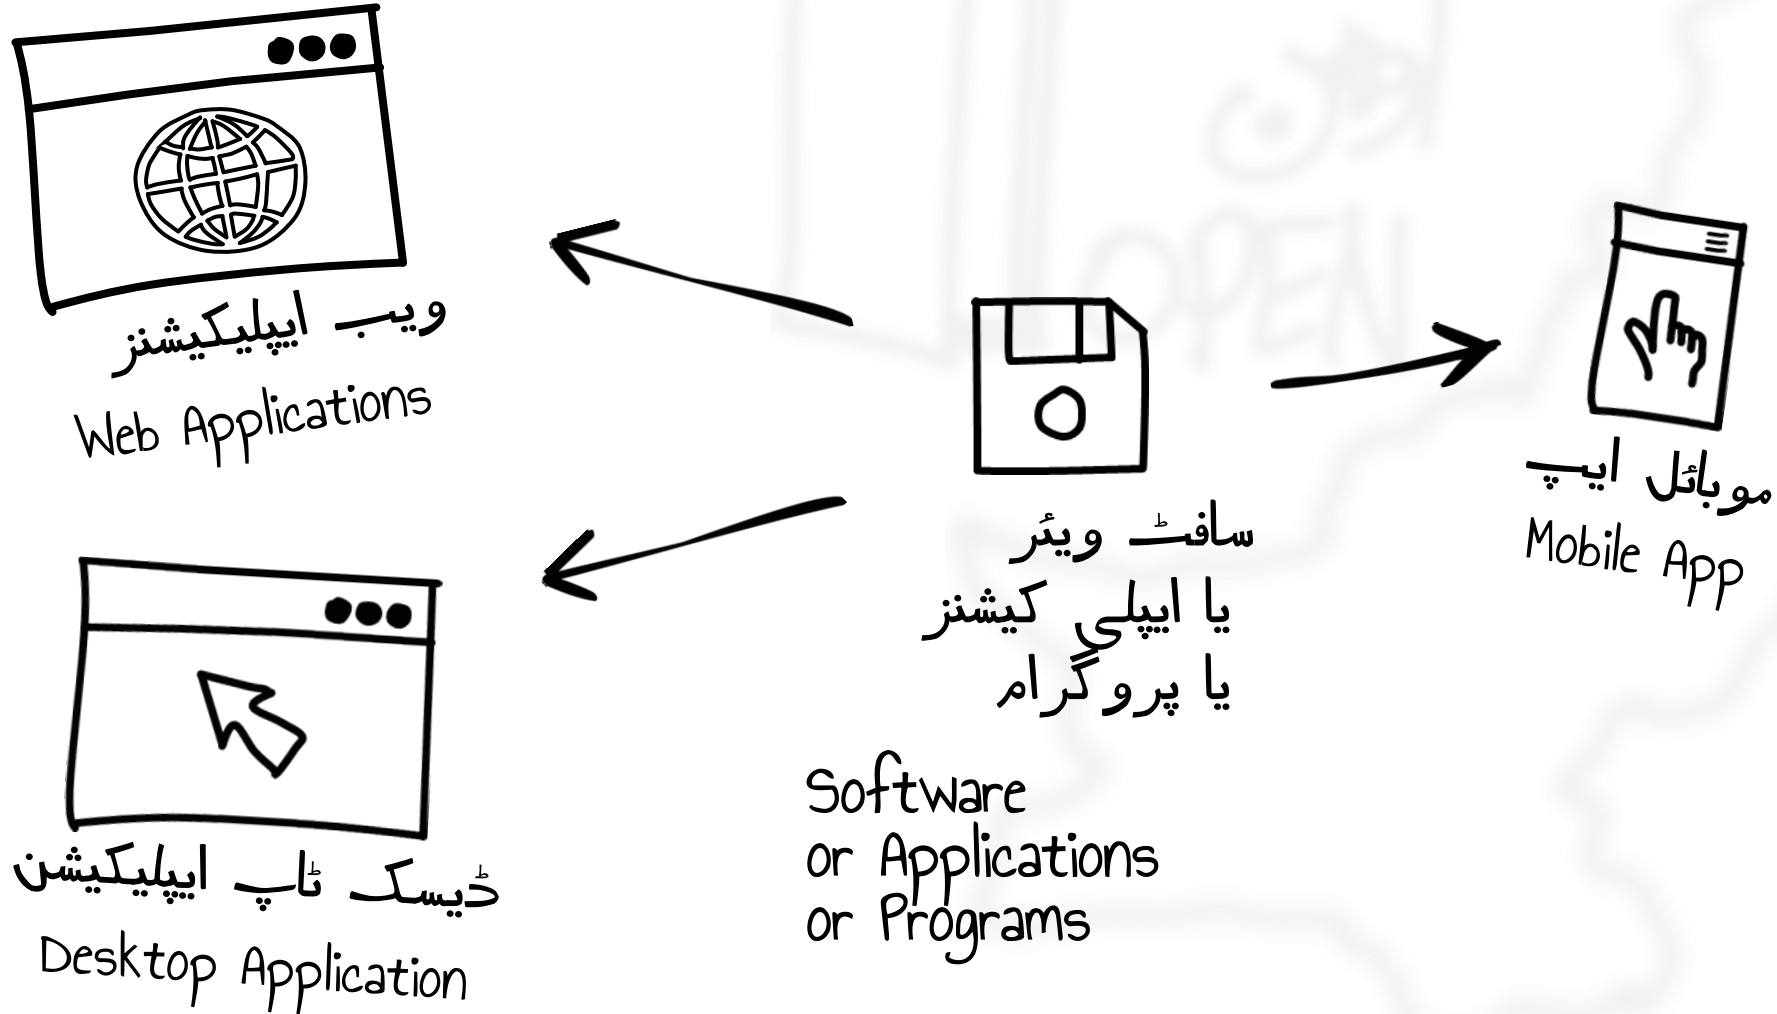 ویب ایپلیکیشنز
Web Applications
سافٹ ویئر
یا ایپلی کیشنز
یا پروگرام
Software
or Applications
or Programs
موبائل ایپ
Mobile App
ڈیسک ٹاپ ایپلیکیشن
Desktop Application
OPEN